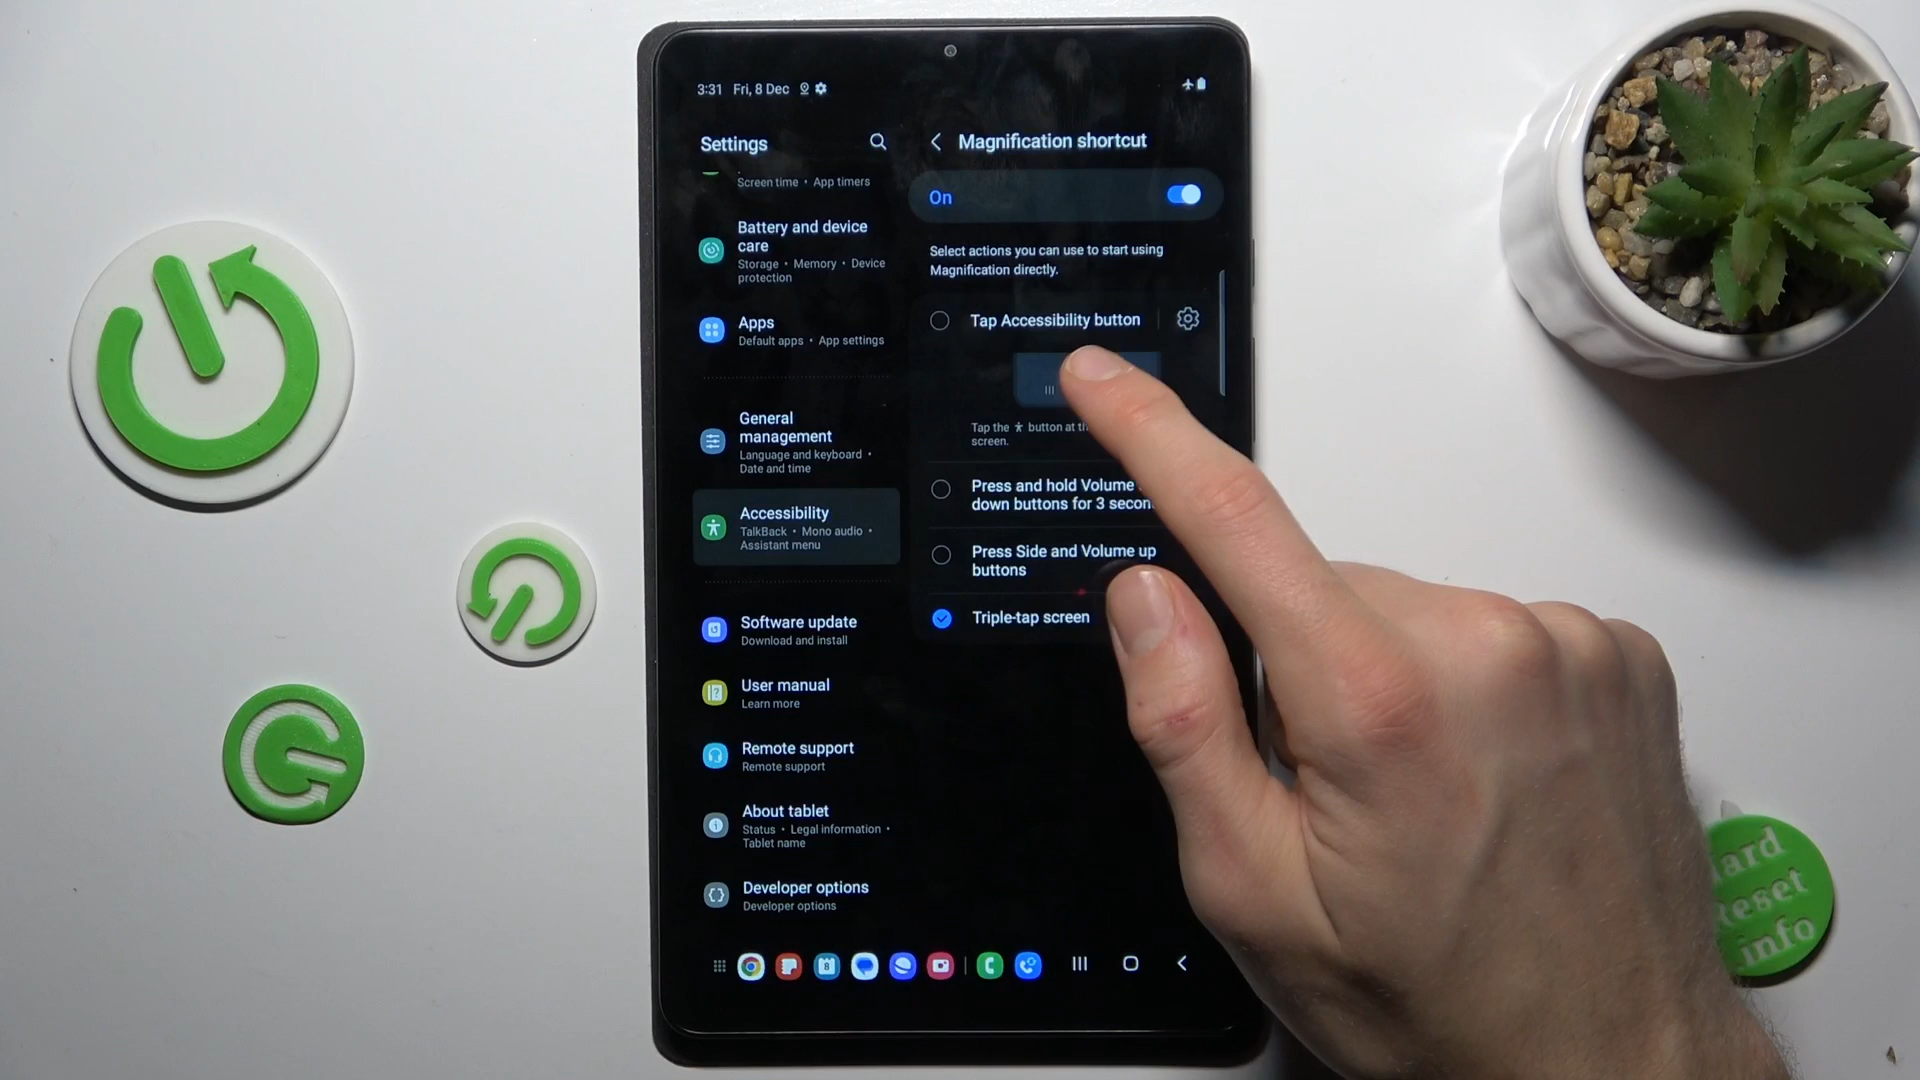 3:31 Fri, 8 Dec
Settings
Screen time • App timers
Battery and device
care
Storage • Memory • Device
protection
Apps
Default apps • App settings
General
management
Language and keyboard •
Date and time
Accessibility
TalkBack • Mono audio •
Assistant menu
Software update
Download and install
User manual
Learn more
Remote support
Remote support
About tablet
Status • Legal information •
Tablet name
Developer options
Developer options
Magnification shortcut
On
Select actions you can use to start using
Magnification directly.
Tap Accessibility button
Tap the button at
screen.
Press and hold Volume
down buttons for 3
Press Side and Volume up
buttons
Triple-tap screen
Reset
.info